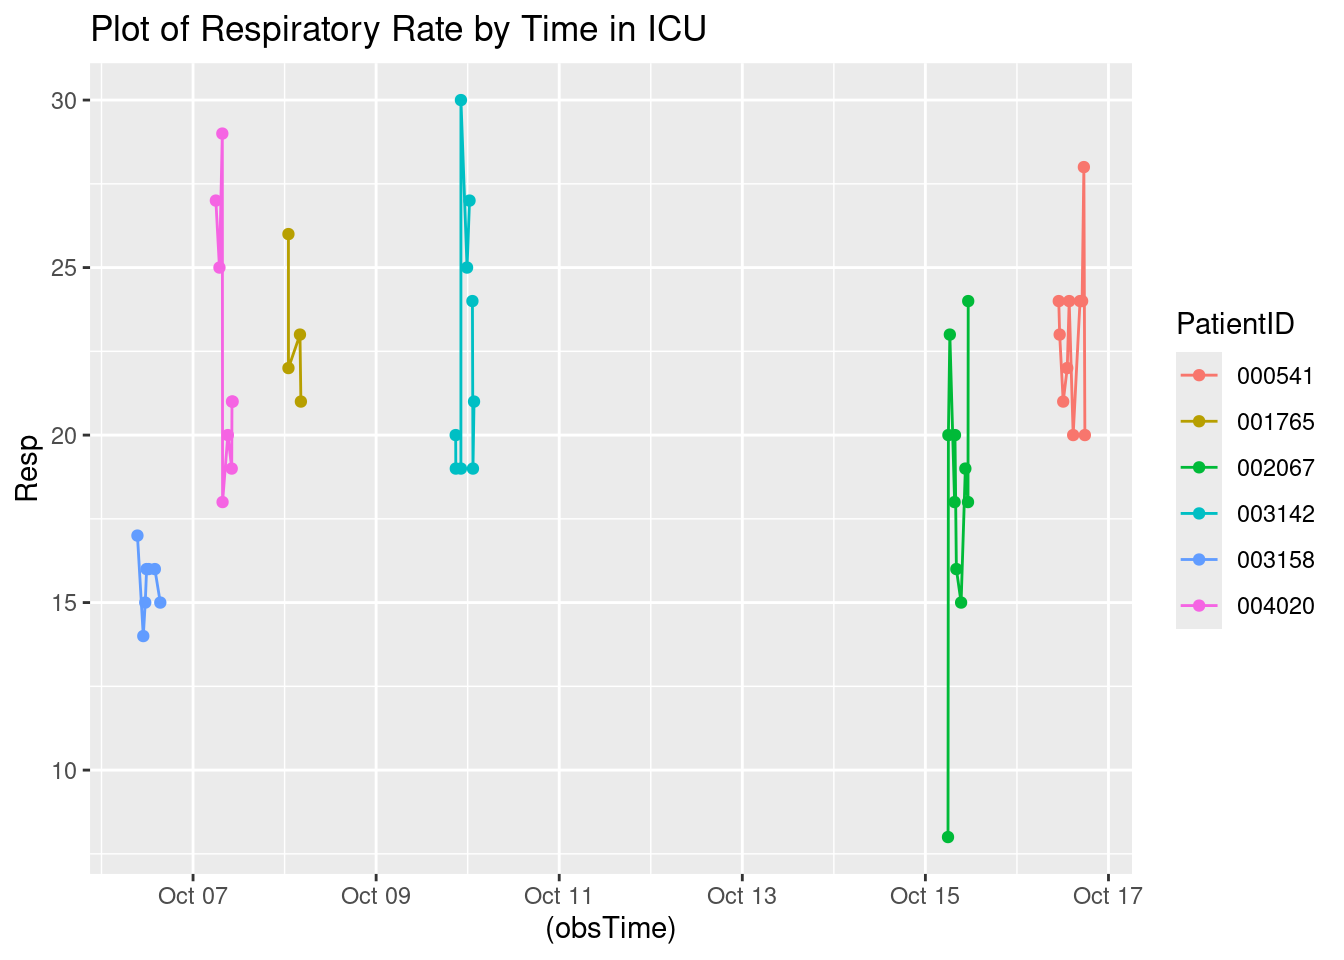 Plot of Respiratory Rate by Time in ICU
30
25
20
15
10
Resp
Oct 07 Oct 09 Oct 11 Oct 13 Oct 15 Oct 17
(obsTime)
PatientID
000541
001765
002067
003142
003158
004020